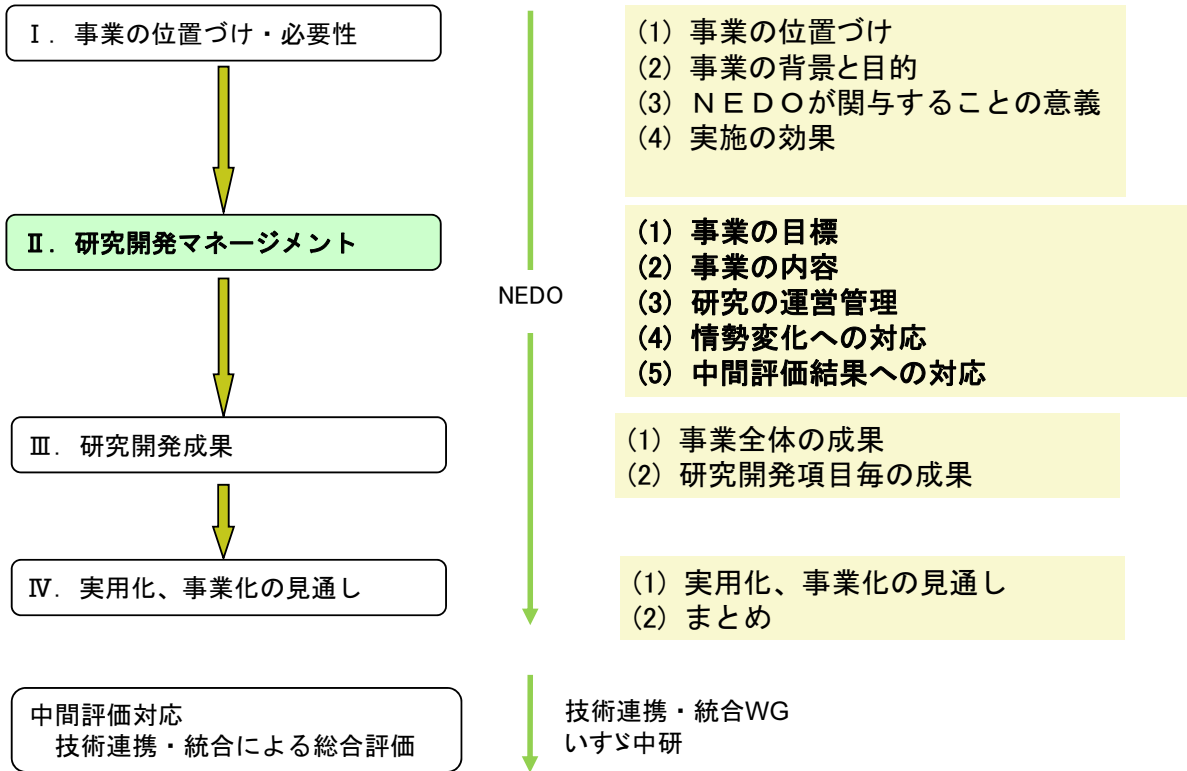 Ⅰ. 事業の位置づけ・必要性
(1) 事業の位置づけ
(2) 事業の背景と目的
(3) ＮＥＤＯが関与することの意義
(4) 実施の効果
Ⅱ. 研究開発マネージメント
(1) 事業の目標
(2) 事業の内容
(3) 研究の運営管理
(4) 情勢変化への対応
(5) 中間評価結果への対応
NEDO
Ⅲ. 研究開発成果
(1) 事業全体の成果
(2) 研究開発項目毎の成果
Ⅳ. 実用化、事業化の見通し
(1) 実用化、事業化の見通し
(2) まとめ
中間評価対応
技術連携・統合による総合評価
技術連携・統合WG
いすゞ中研